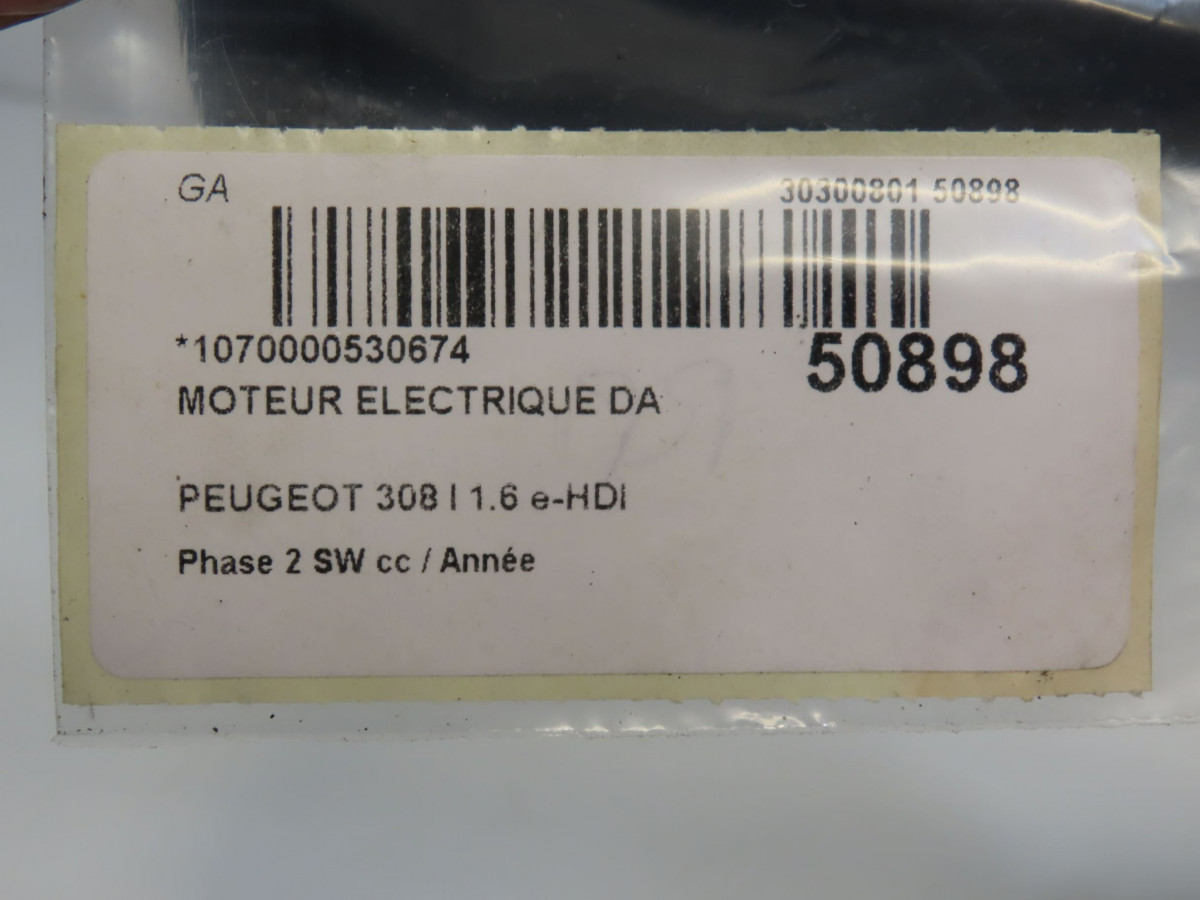 GA 30300801 50898
*1070000530674 50898
MOTEUR ELECTRIQUE DA
PEUGEOT 308 I 1.6 e-HDI
Phase 2 SW cc / Année